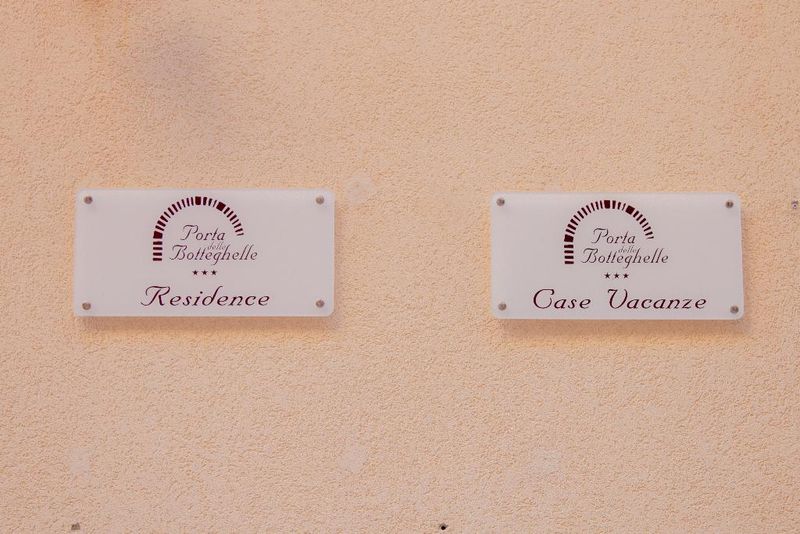 Porta
delle
Botteghelle
★★★
Residence
Porta
delle
Botteghelle
★★★
Case Vacanze